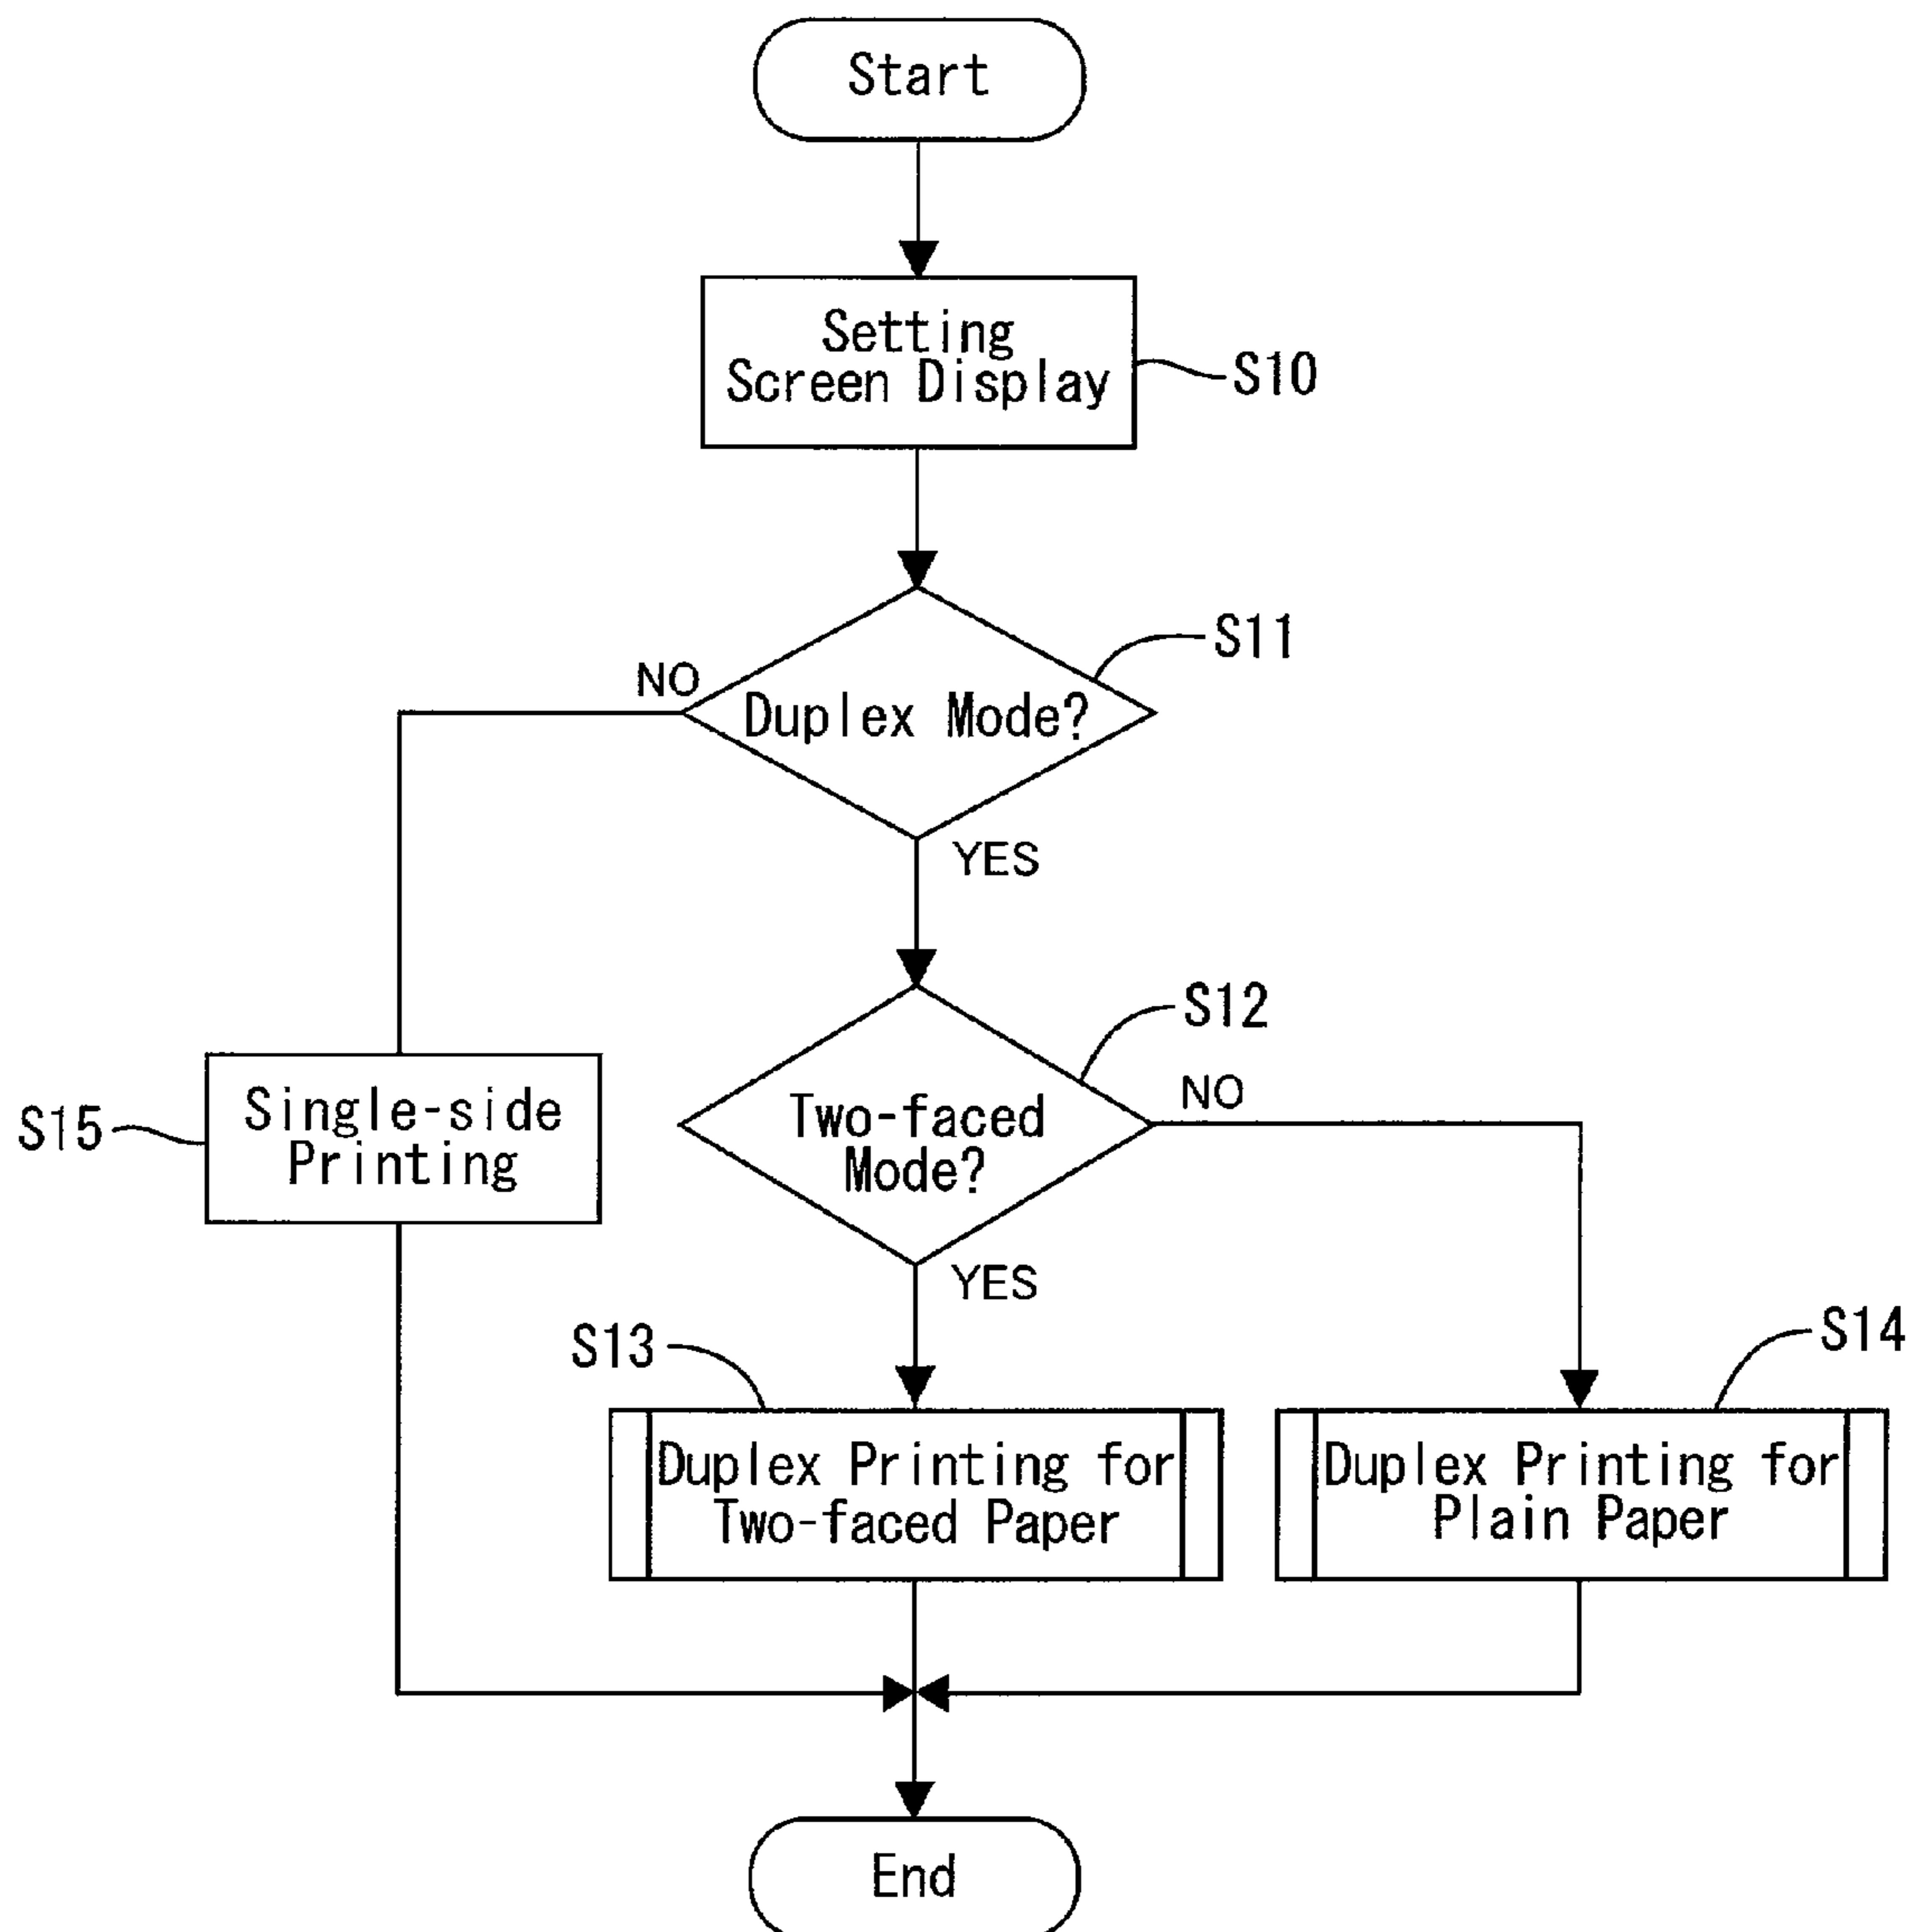 Start
Setting
Screen Display
S10
S11
NO
Duplex Mode?
YES
S12
NO
Two-faced
Mode?
S15
Single-side
Printing
YES
S13
S14
Duplex Printing for
Two-faced Paper
Duplex Printing for
Plain Paper
End